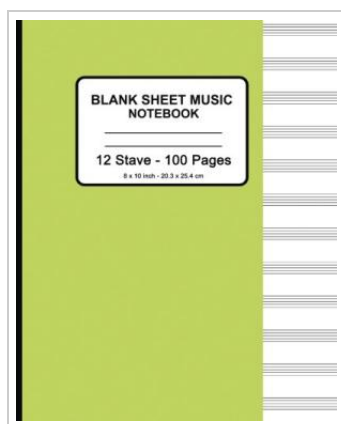 BLANK SHEET MUSIC
NOTEBOOK
12 Stave - 100 Pages
8 x 10 inch - 20.3 x 25.4 cm